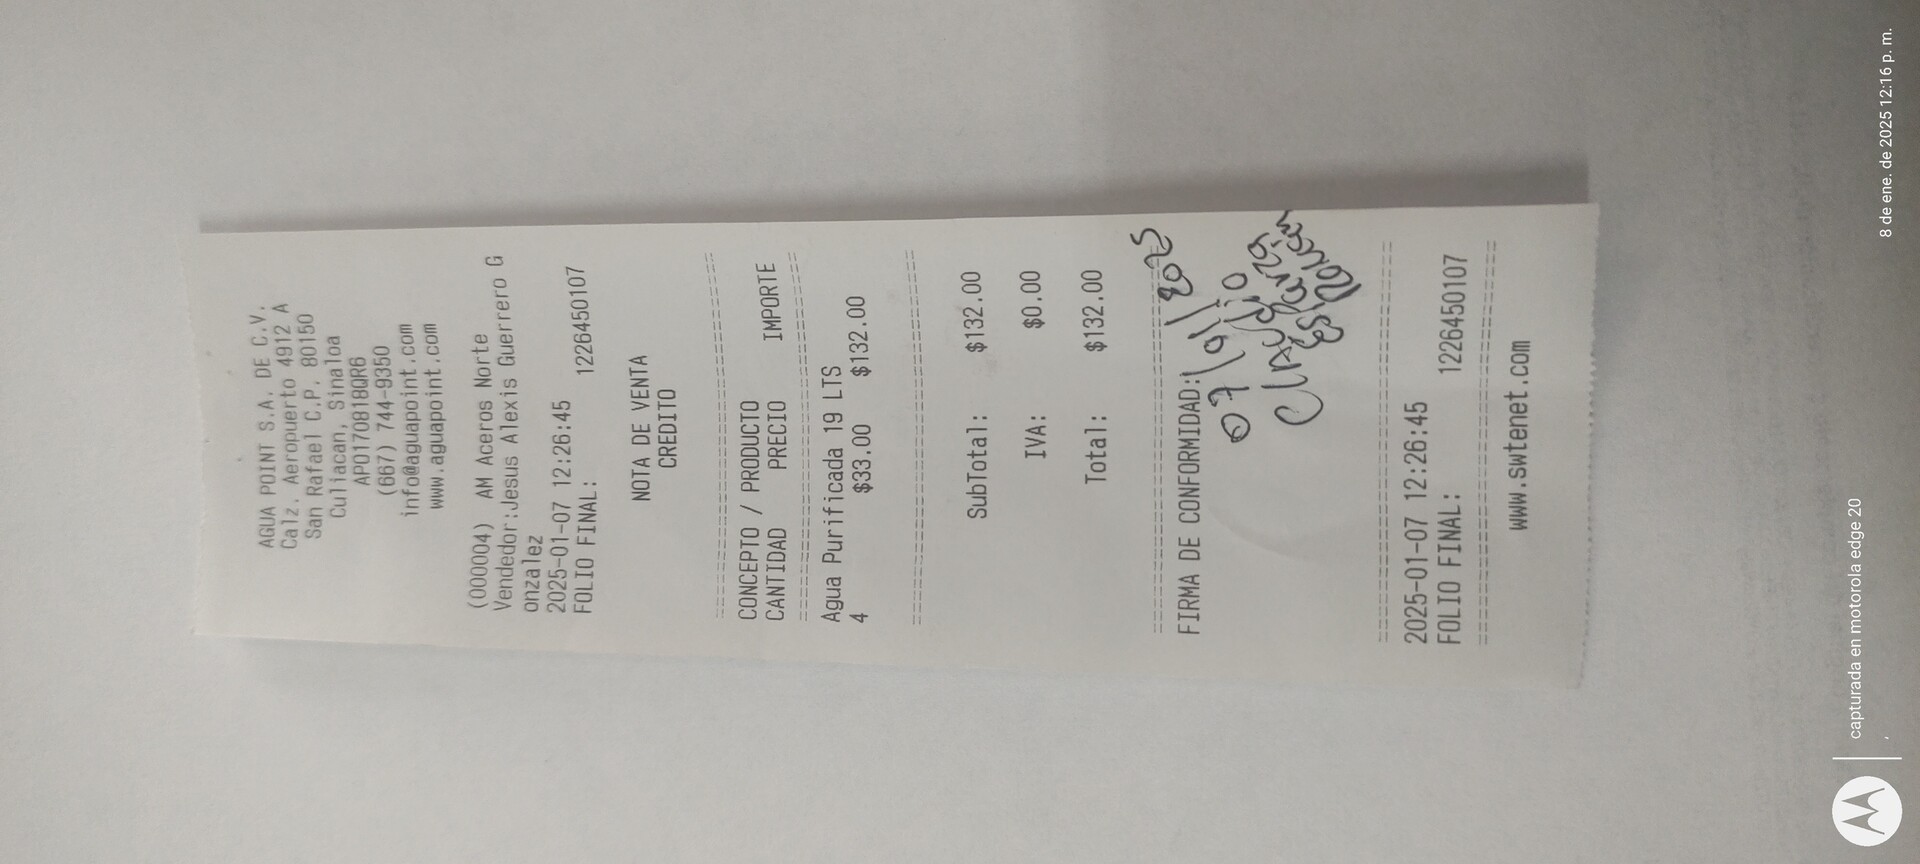 AGUA POINT S.A. DE C.V.
Calz. Aeropuerto 4912 A
San Rafael C.P. 80150
Culiacan, Sinaloa
APO170818QR6
(667) 744-9350
info@aguapoint.com
www.aguapoint.com
(000004) AM Aceros Norte
Vendedor:Jesus Alexis Guerrero G
onzalez
2025-01-07 12:26:45
FOLIO FINAL: 1226450107
NOTA DE VENTA
CREDITO
CONCEPTO / PRODUCTO
CANTIDAD PRECIO IMPORTE
Agua Purificada 19 LTS
4 $33.00 $132.00
SubTotal: $132.00
IVA: $0.00
Total: $132.00
FIRMA DE CONFORMIDAD:
07/01/2025
Claudio
Esparza
2025-01-07 12:26:45
FOLIO FINAL: 1226450107
www.swtenet.com
capturada en motorola edge 20
8 de ene. de 2025 12:16 p. m.